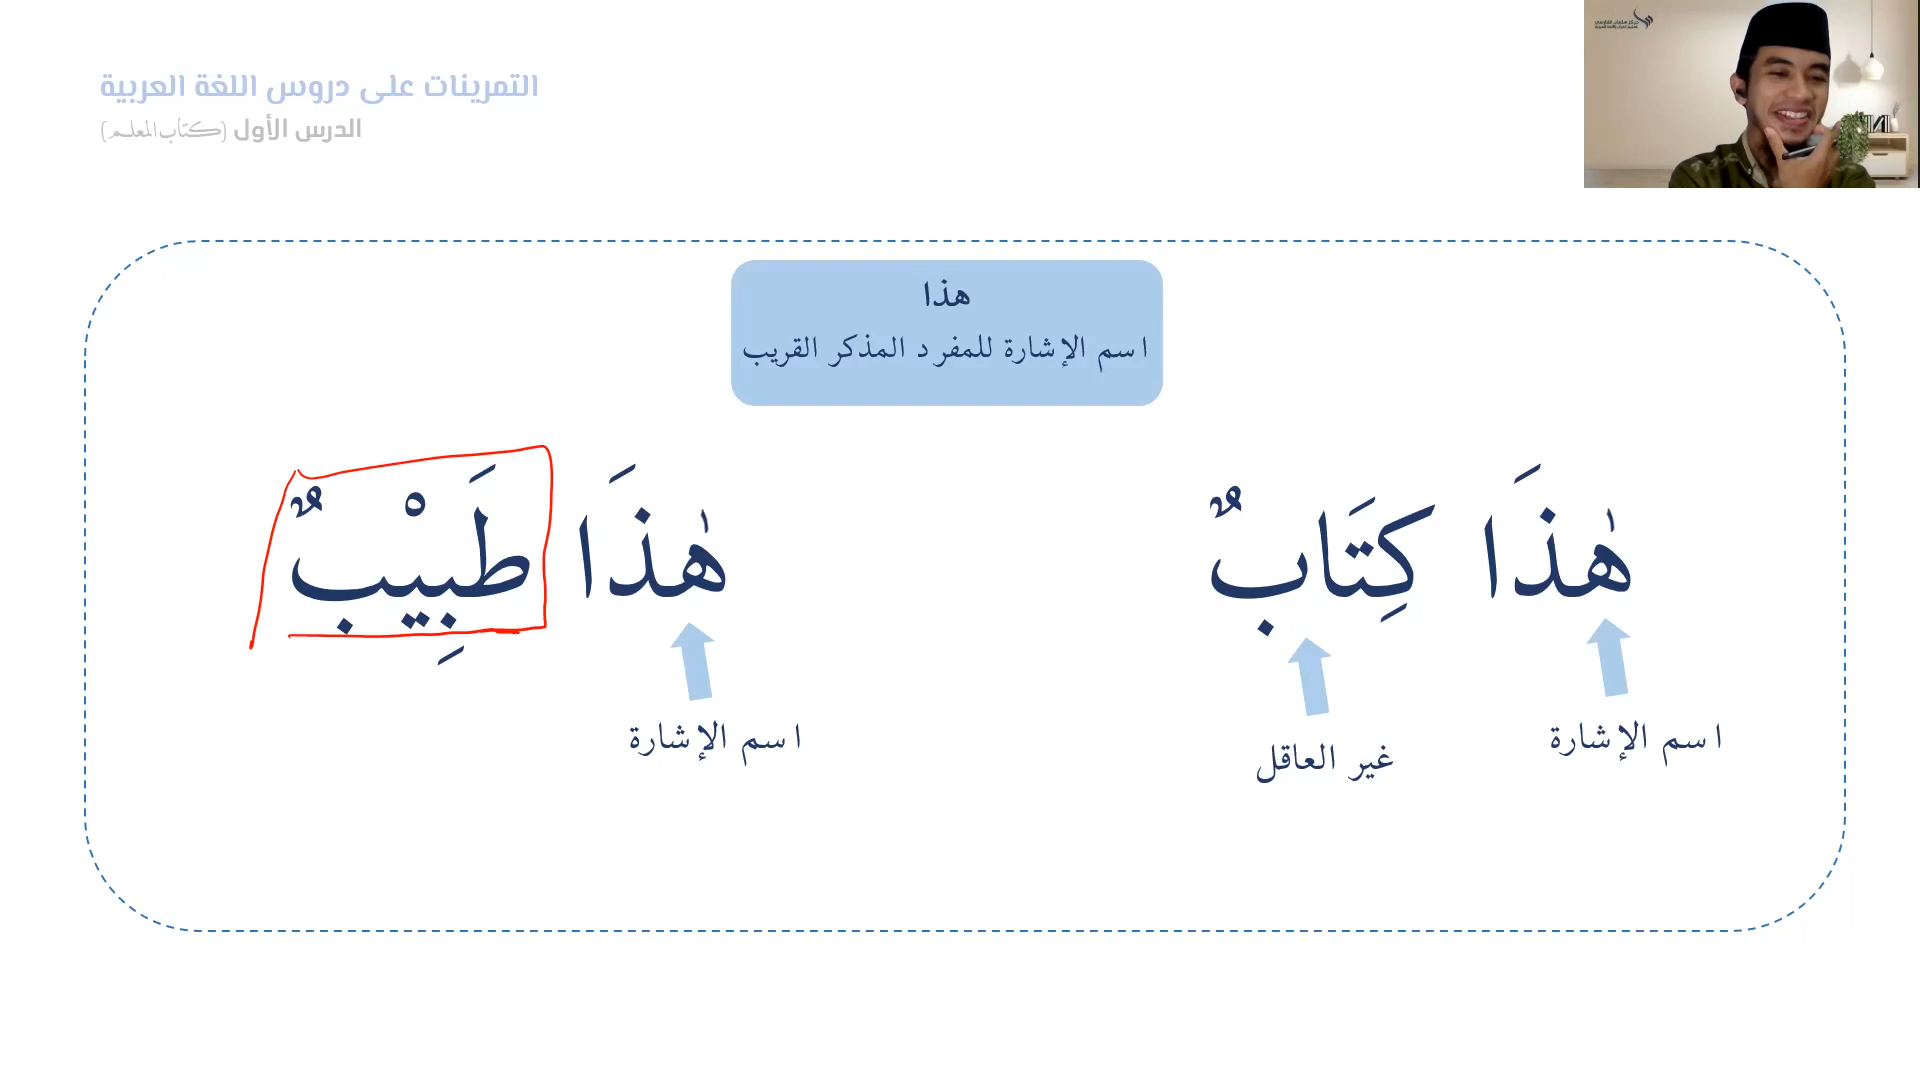 التمرينات على دروس اللغة العربية
الدرس الأول (كتاب المعلم)
هذا
اسم الإشارة للمفرد المذكر القريب
هٰذَا كِتَابٌ
هٰذَا طَبِيْبٌ
اسم الإشارة
غير العاقل
اسم الإشارة